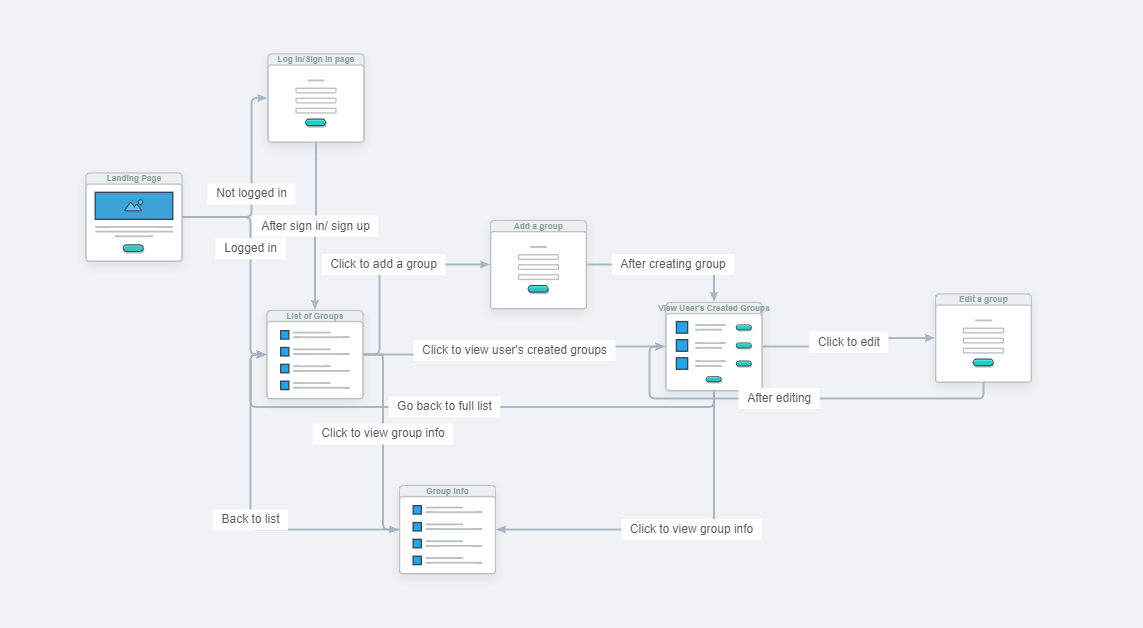 Log in/Sign in page
Landing Page
Not logged in
After sign in/ sign up
Logged in
Add a group
Click to add a group
After creating group
List of Groups
View User's Created Groups
Edit a group
Click to view user's created groups
Click to edit
Go back to full list
After editing
Click to view group info
Group Info
Back to list
Click to view group info